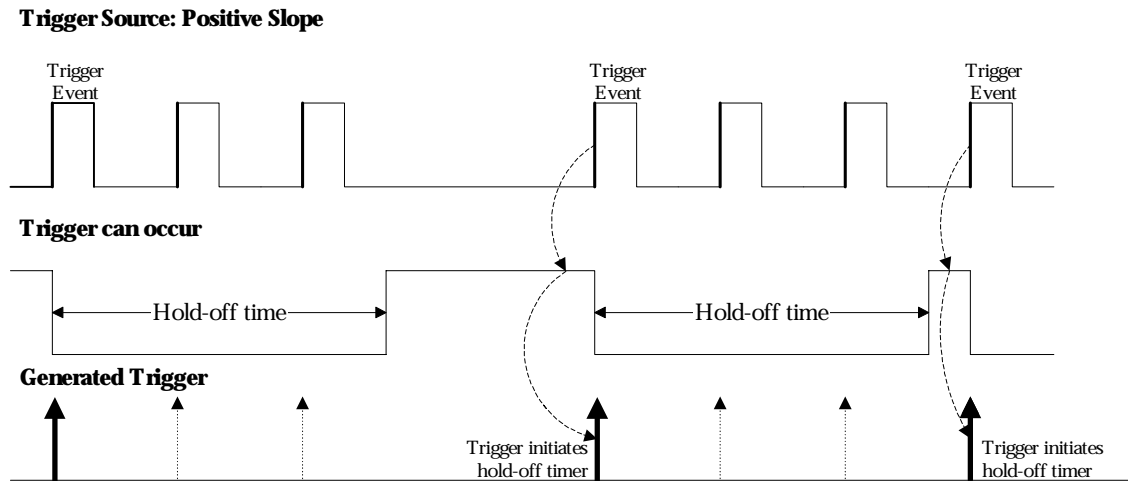 Trigger Source: Positive Slope
Trigger
Event
Trigger
Event
Trigger
Event
Trigger can occur
Hold-off time
Hold-off time
Generated Trigger
Trigger initiates
hold-off timer
Trigger initiates
hold-off timer